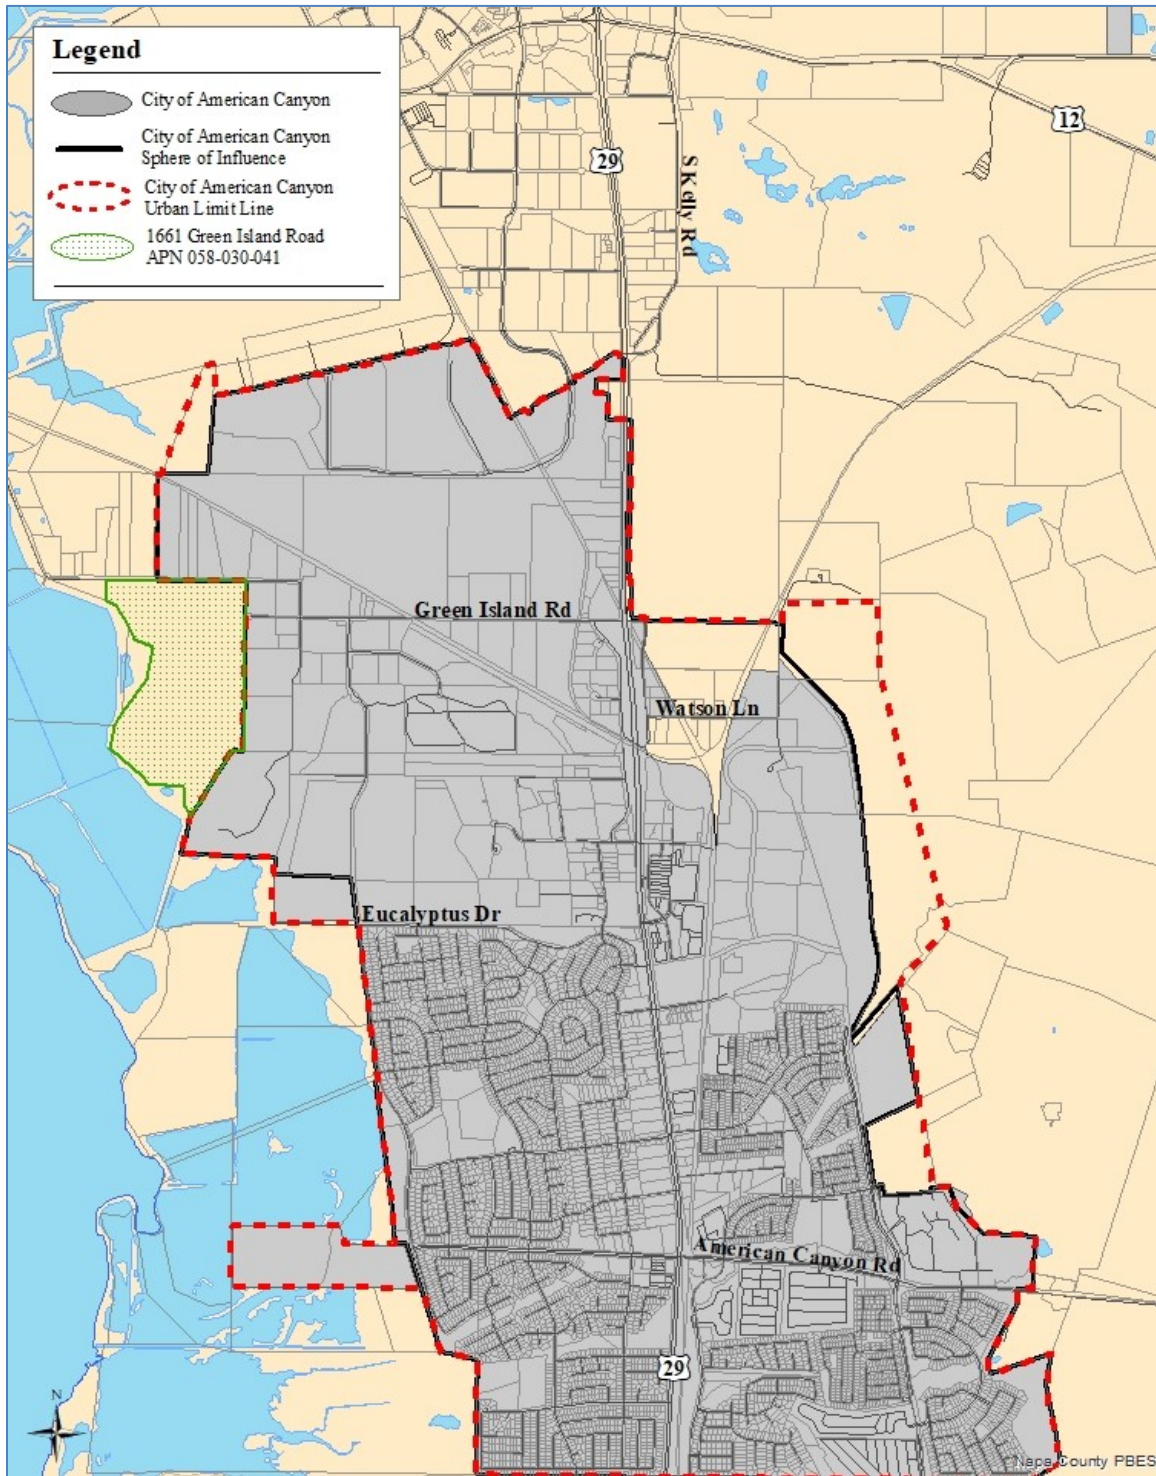 Legend
City of American Canyon
City of American Canyon
Sphere of Influence
City of American Canyon
Urban Limit Line
1661 Green Island Road
APN 058-030-041
12
29
S Kelly Rd
Green Island Rd
Watson Ln
Eucalyptus Dr
American Canyon Rd
29
N
Napa County PBES